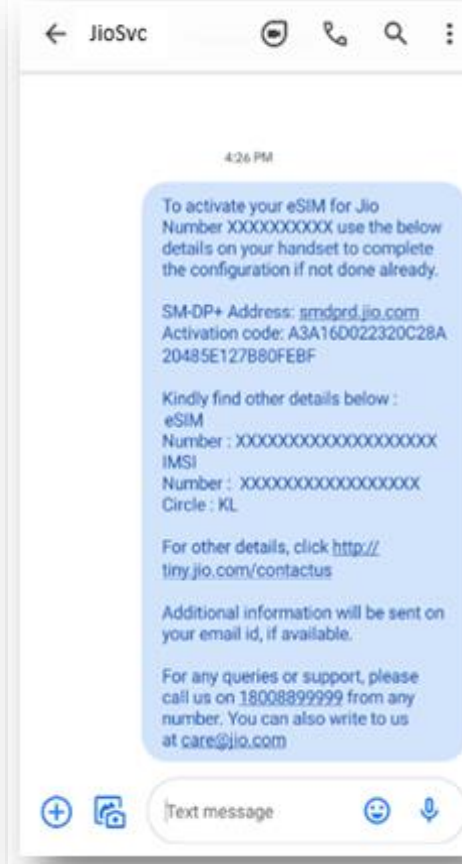 JioSvc
4:26 PM
To activate your eSIM for Jio
Number XXXXXXXXXX use the below
details on your handset to complete
the configuration if not done already.
SM-DP+ Address: smdprd.jio.com
Activation code: A3A16D022320C28A
20485E127B80FEBF
Kindly find other details below :
eSIM
Number : XXXXXXXXXXXXXXXXXXX
IMSI
Number : XXXXXXXXXXXXXXXXX
Circle : KL
For other details, click http://
tiny.jio.com/contactus
Additional information will be sent on
your email id, if available.
For any queries or support, please
call us on 18008899999 from any
number. You can also write to us
at care@jio.com
Text message